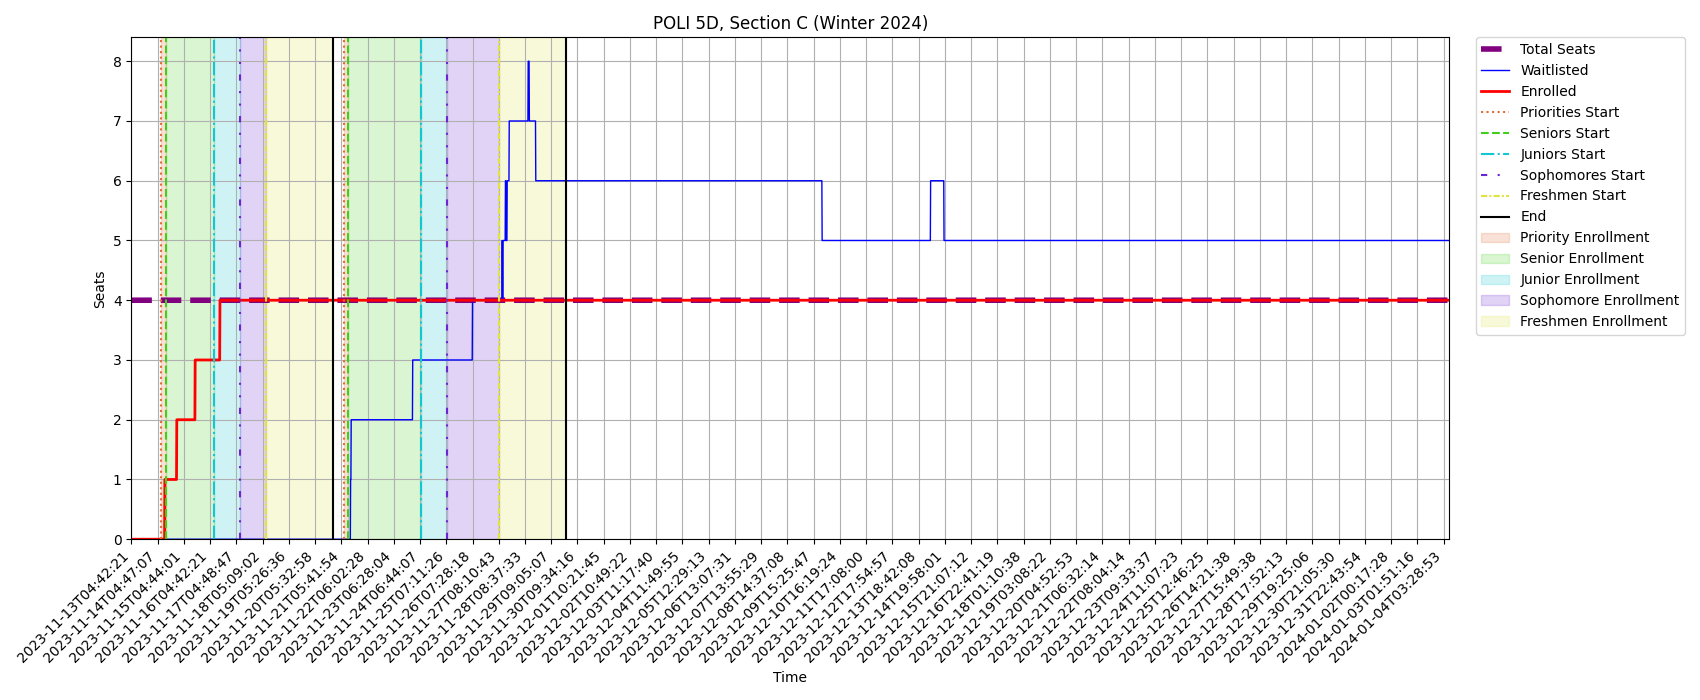 POLI 5D, Section C (Winter 2024)
Seats
8
7
6
5
4
3
2
1
0
2023-11-13T04:42:21
2023-11-14T04:47:07
2023-11-15T04:44:01
2023-11-16T04:42:21
2023-11-17T04:48:47
2023-11-18T05:09:02
2023-11-19T05:26:36
2023-11-20T05:32:58
2023-11-21T05:41:54
2023-11-22T06:02:28
2023-11-23T06:28:04
2023-11-24T06:44:07
2023-11-25T07:11:26
2023-11-27T07:28:18
2023-11-28T08:10:43
2023-11-28T08:37:33
2023-11-29T09:05:07
2023-11-30T09:34:16
2023-12-01T10:21:45
2023-12-02T10:49:22
2023-12-03T11:17:40
2023-12-04T11:49:55
2023-12-05T12:29:13
2023-12-06T13:07:31
2023-12-07T13:55:29
2023-12-08T14:37:08
2023-12-09T15:25:47
2023-12-10T16:19:24
2023-12-11T17:08:00
2023-12-12T17:54:57
2023-12-13T18:42:08
2023-12-14T19:58:01
2023-12-15T21:07:12
2023-12-16T22:41:19
2023-12-18T01:10:38
2023-12-19T03:08:22
2023-12-20T04:52:53
2023-12-21T06:32:14
2023-12-22T08:04:14
2023-12-23T09:33:37
2023-12-24T11:07:23
2023-12-25T12:46:25
2023-12-26T14:21:38
2023-12-27T15:49:38
2023-12-28T17:52:13
2023-12-29T19:25:06
2023-12-30T21:05:30
2023-12-31T22:43:54
2024-01-02T00:17:28
2024-01-03T01:51:16
2024-01-04T03:28:53
Time
Total Seats
Waitlisted
Enrolled
Priorities Start
Seniors Start
Juniors Start
Sophomores Start
Freshmen Start
End
Priority Enrollment
Senior Enrollment
Junior Enrollment
Sophomore Enrollment
Freshmen Enrollment